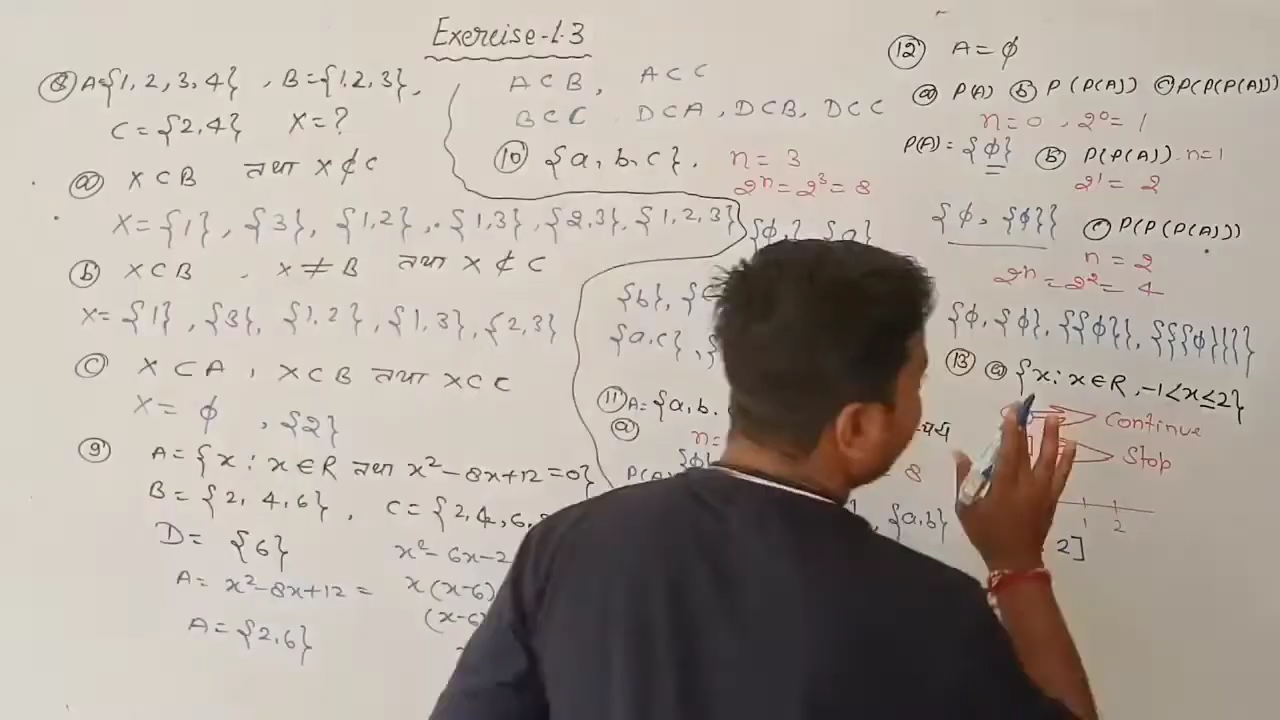 Exercise-1.3
⑧ A={1, 2, 3, 4} , B={1,2,3},
C={2,4} X=?
ⓐ X⊂B तथा X⊄C
X={1}, {3}, {1,2}, {1,3}, {2,3}, {1,2,3}
ⓑ X⊂B , X≠B तथा X⊄C
X={1}, {3}, {1,2}, {1,3}, {2,3}
ⓒ X⊂A, X⊂B तथा X⊂C
X= ϕ , {2}
⑨ A={x : x∈R तथा x²-8x+12=0}
B={2, 4, 6}, C={2,4,6,8
D= {6} x²-6x-2
A= x²-8x+12= x(x-6)
(x-6)
A={2,6}
A⊂B, A⊂C
B⊂C , D⊂A, D⊂B, D⊂C
⑩ {a,b,c}. n=3
2ⁿ=2³=8
{ϕ,} {a}
{b}, {c
{a,c}, {
⑪ A={a,b,
ⓐ
n=
P(A {ϕ} 8
, {a,b}
⑫ A=ϕ
ⓐ P(A) ⓑ P(P(A)) ⓒ P(P(P(A))
n=0, 2⁰=1
P(A)={ϕ} ⓑ P(P(A)) n=1
2¹=2
{ϕ, {ϕ}} ⓒ P(P(P(A))
n=2
2ⁿ=2²=4
{ϕ, {ϕ}, {{ϕ}}, {{{ϕ}}}}
⑬ ⓐ {x : x∈R, -1<x≤2}
Continue
Stop
1 2
2]